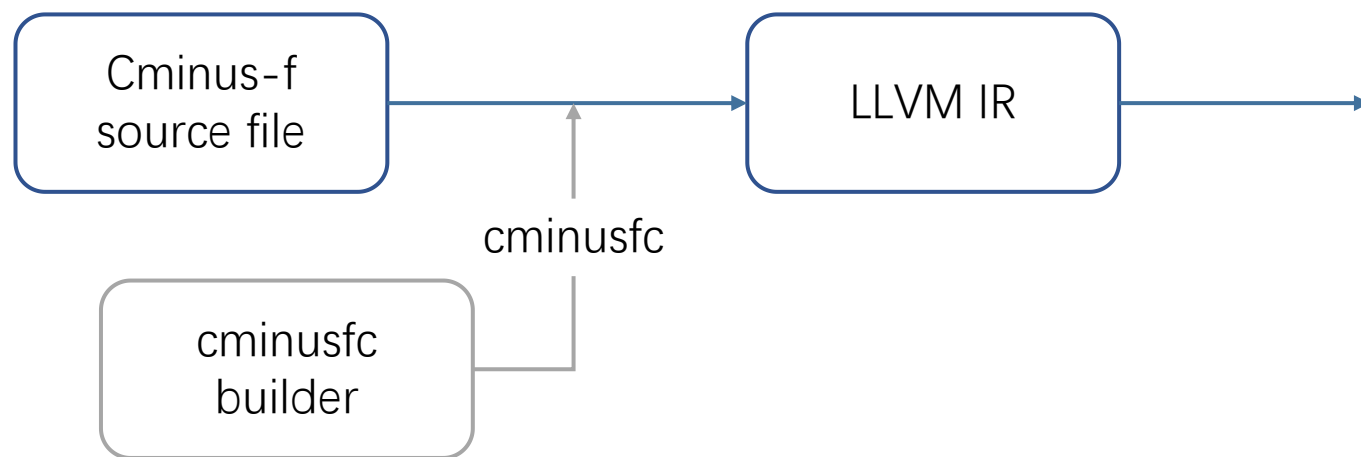 Cminus-f
source file
LLVM IR
cminusfc
cminusfc
builder